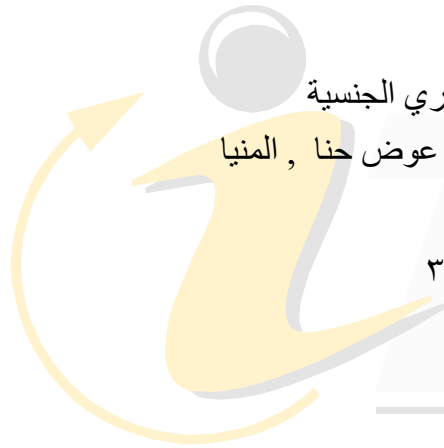 ري الجنسية
عوض حنا , المنيا
٣